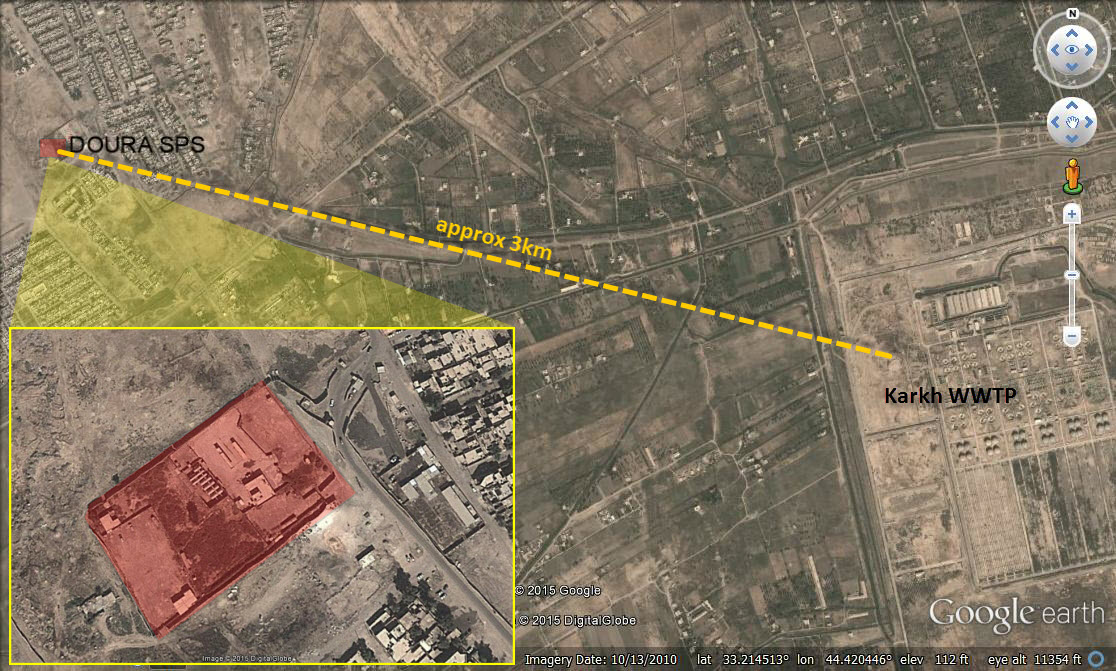 N
DOURA SPS
approx 3km
Karkh WWTP
© 2015 Google
© 2015 DigitalGlobe
Google earth
Image © 2015 DigitalGlobe
Imagery Date: 10/13/2010 lat 33.214513° lon 44.420446° elev 112 ft eye alt 11354 ft